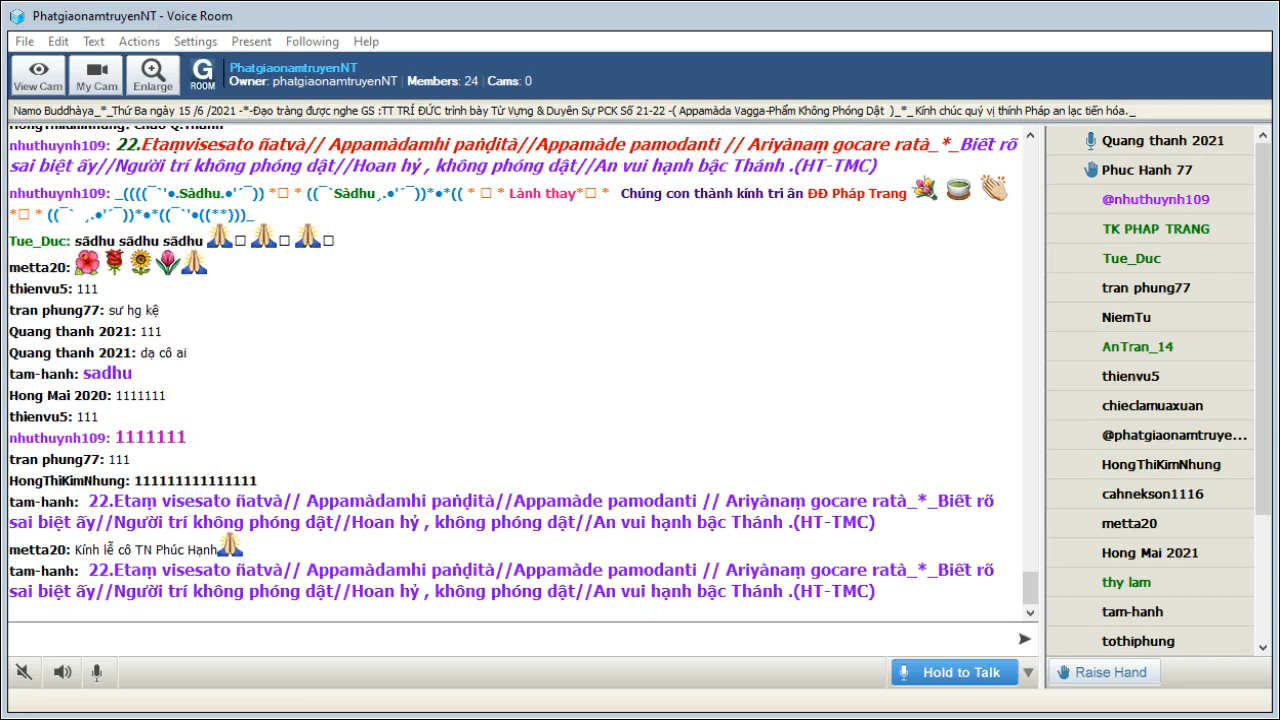 PhatgiaonamtruyenNT - Voice Room
File Edit Text Actions Settings Present Following Help
View Cam My Cam Enlarge G ROOM
PhatgiaonamtruyenNT
Owner: phatgiaonamtruyenNT Members: 24 Cams: 0
Namo Buddhàya_*_Thứ Ba ngày 15 /6 /2021 -*-Đạo tràng được nghe GS :TT TRÍ ĐỨC trình bày Từ Vựng & Duyên Sự PCK Số 21-22 -( Appamàda Vagga-Phẩm Không Phóng Dật )_*_ Kính chúc quý vị thính Pháp an lạc tiến hóa._
HongThiKimNhung: Chào Q.Thanh
nhuthuynh109: 22.Etaṃvisesato ñatvà// Appamàdamhi paṇḍità//Appamàde pamodanti // Ariyànaṃ gocare ratà_*_Biết rõ
sai biệt ấy//Người trí không phóng dật//Hoan hỷ , không phóng dật//An vui hạnh bậc Thánh .(HT-TMC)
nhuthuynh109: _((((¯`'•.Sàdhu.•'´¯)) *□ * ((¯`Sàdhu¸.•'´¯))*•*(( * □ * Lành thay*□ * Chúng con thành kính tri ân ĐĐ Pháp Trang
*□ * ((¯` ¸.•'´¯))*•*((¯`'•((**)))_
Tue_Duc: sādhu sādhu sādhu □ □ □
metta20:
thienvu5: 111
tran phung77: sư hg kệ
Quang thanh 2021: 111
Quang thanh 2021: dạ cô ai
tam-hanh: sadhu
Hong Mai 2020: 1111111
thienvu5: 111
nhuthuynh109: 1111111
tran phung77: 111
HongThiKimNhung: 111111111111111
tam-hanh: 22.Etaṃ visesato ñatvà// Appamàdamhi paṇḍità//Appamàde pamodanti // Ariyànaṃ gocare ratà_*_Biết rõ
sai biệt ấy//Người trí không phóng dật//Hoan hỷ , không phóng dật//An vui hạnh bậc Thánh .(HT-TMC)
metta20: Kính lễ cô TN Phúc Hạnh
tam-hanh: 22.Etaṃ visesato ñatvà// Appamàdamhi paṇḍità//Appamàde pamodanti // Ariyànaṃ gocare ratà_*_Biết rõ
sai biệt ấy//Người trí không phóng dật//Hoan hỷ , không phóng dật//An vui hạnh bậc Thánh .(HT-TMC)
Hold to Talk
Quang thanh 2021
Phuc Hanh 77
@nhuthuynh109
TK PHAP TRANG
Tue_Duc
tran phung77
NiemTu
AnTran_14
thienvu5
chieclamuaxuan
@phatgiaonamtruye...
HongThiKimNhung
cahnekson1116
metta20
Hong Mai 2021
thy lam
tam-hanh
tothiphung
Raise Hand